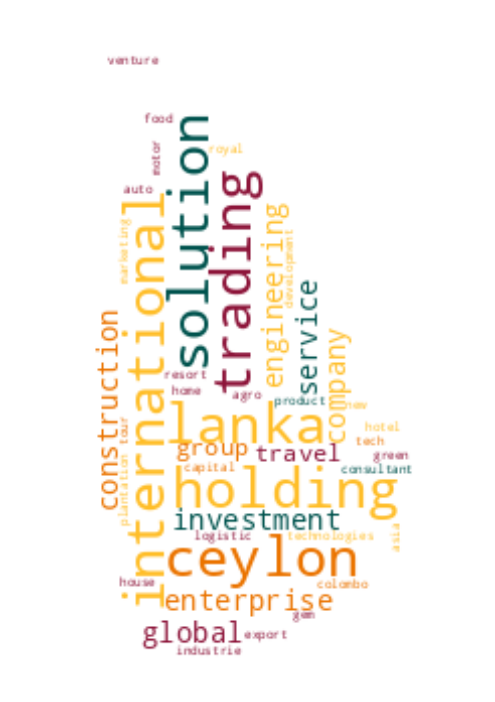 venture
food
solution
motor
royal
trading
auto
international
marketing
engineering
development
service
construction
company
resort
home
agro
product
new
lanka
tour
hotel
tech
group
travel
green
plantation
capital
consultant
holding
investment
logistic
technologies
asia
ceylon
house
colombo
enterprise
gem
global
export
industrie